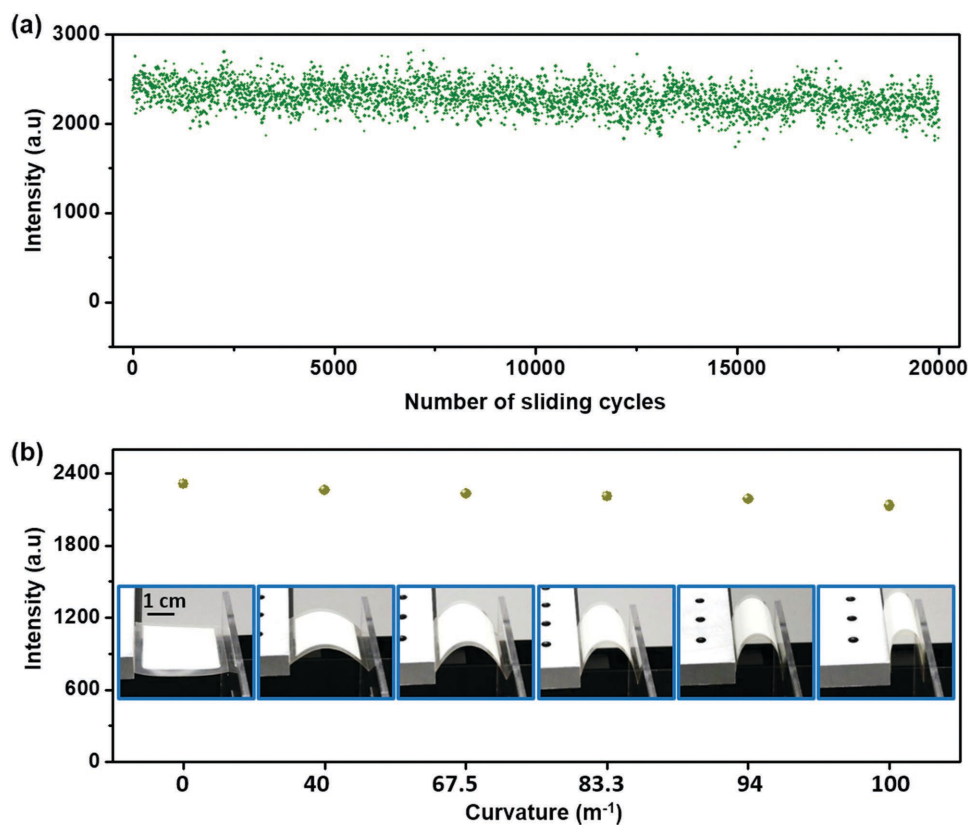 (a)
3000
2000
1000
0
Intensity (a.u)
0 5000 10000 15000 20000
Number of sliding cycles
(b)
2400
1800
1200
600
0
Intensity (a.u)
1 cm
0 40 67.5 83.3 94 100
Curvature (m⁻¹)